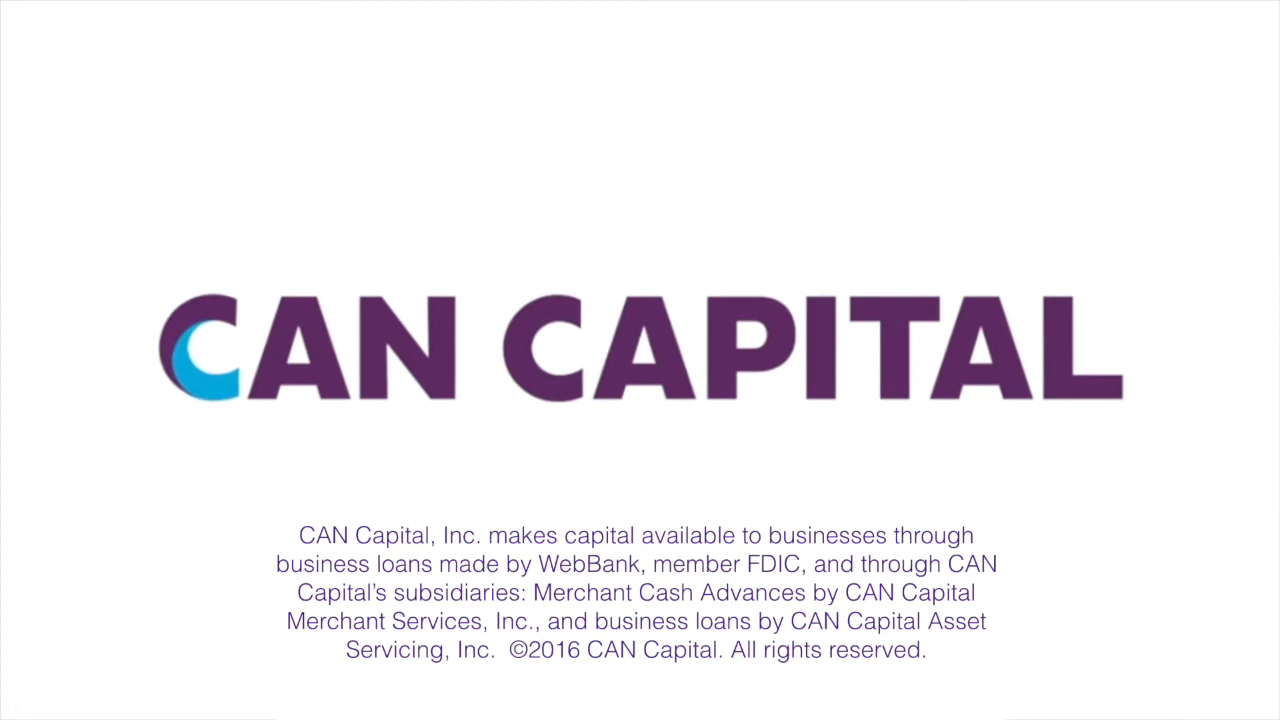 CAN CAPITAL
CAN Capital, Inc. makes capital available to businesses through
business loans made by WebBank, member FDIC, and through CAN
Capital’s subsidiaries: Merchant Cash Advances by CAN Capital
Merchant Services, Inc., and business loans by CAN Capital Asset
Servicing, Inc.  ©2016 CAN Capital. All rights reserved.